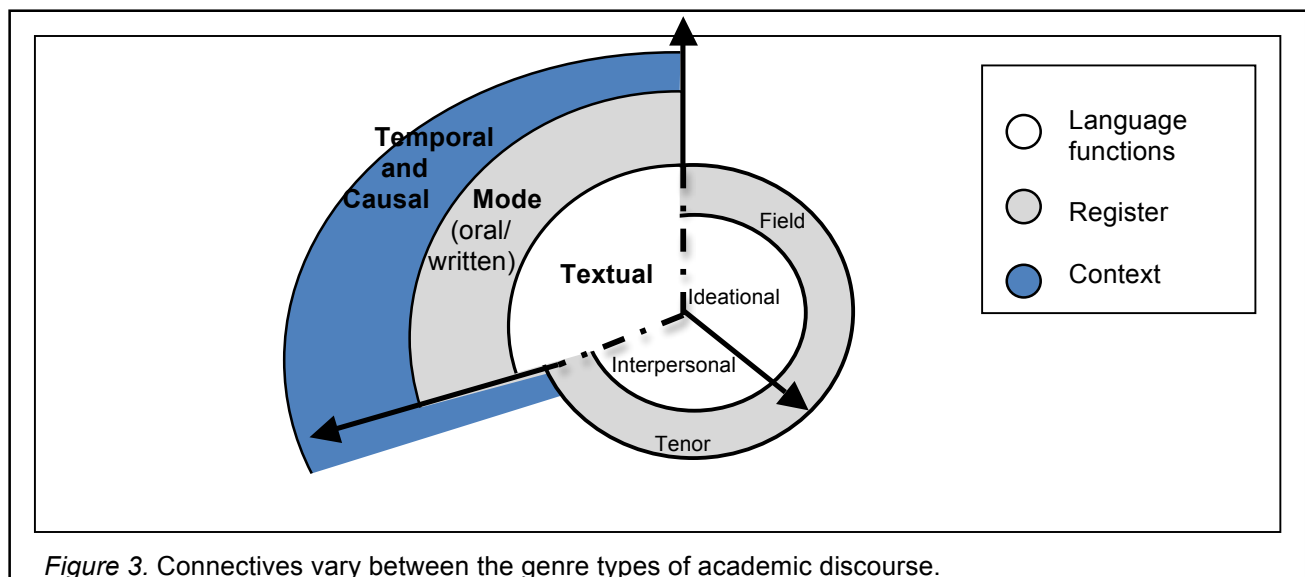 Temporal
and
Causal
Mode
(oral/
written)
Textual
Field
Ideational
Interpersonal
Tenor
Language
functions
Register
Context
Figure 3. Connectives vary between the genre types of academic discourse.